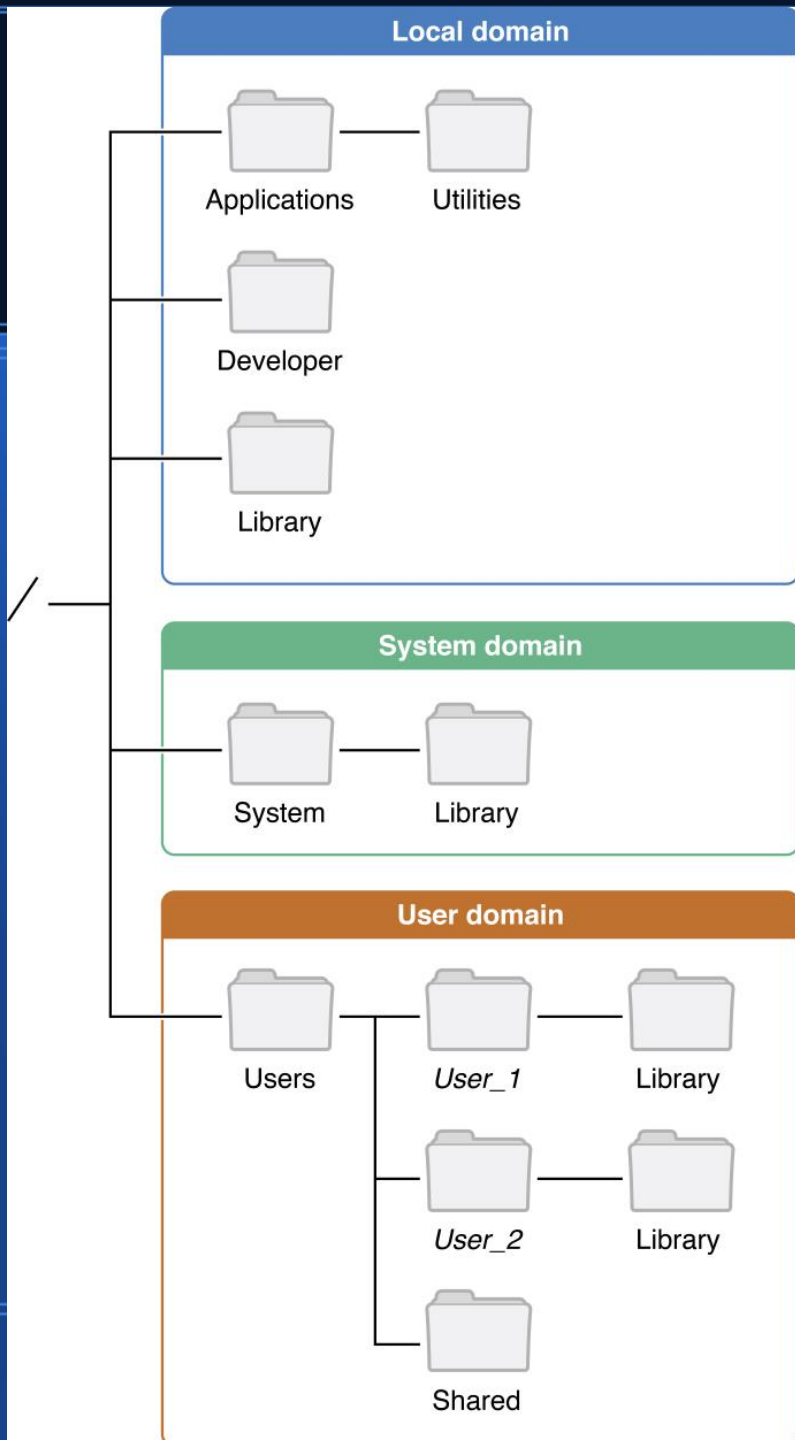 Local domain
Applications
Utilities
Developer
Library
/
System domain
System
Library
User domain
Users
User_1
Library
User_2
Library
Shared